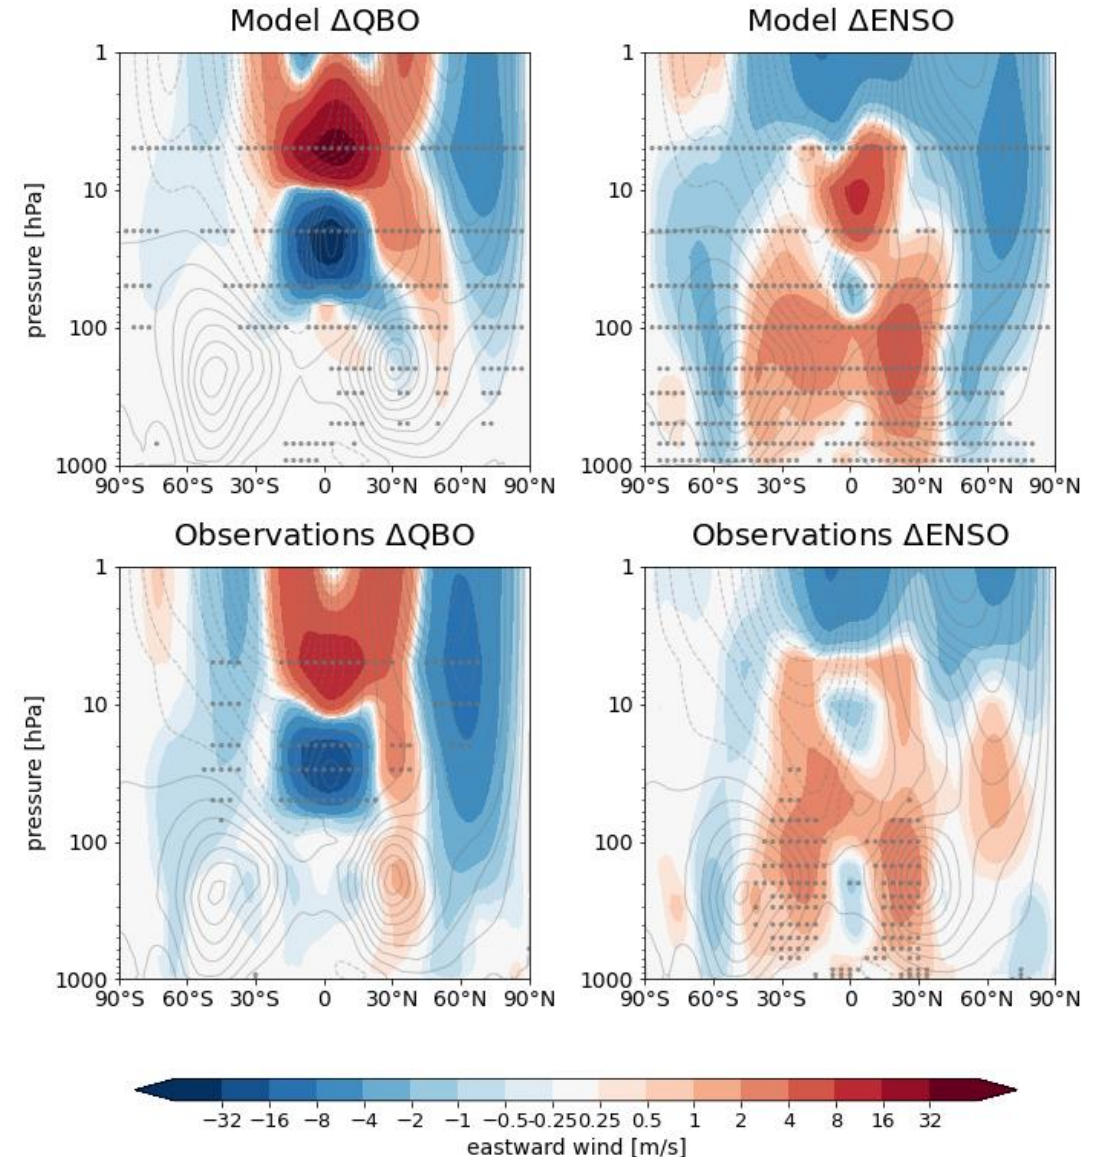 Model ΔQBO
Model ΔENSO
1
10
100
1000
pressure [hPa]
90°S 60°S 30°S 0 30°N 60°N 90°N
1
10
100
1000
90°S 60°S 30°S 0 30°N 60°N 90°N
Observations ΔQBO
Observations ΔENSO
1
10
100
1000
pressure [hPa]
90°S 60°S 30°S 0 30°N 60°N 90°N
1
10
100
1000
90°S 60°S 30°S 0 30°N 60°N 90°N
−32 −16 −8 −4 −2 −1 −0.5 −0.25 0.25 0.5 1 2 4 8 16 32
eastward wind [m/s]